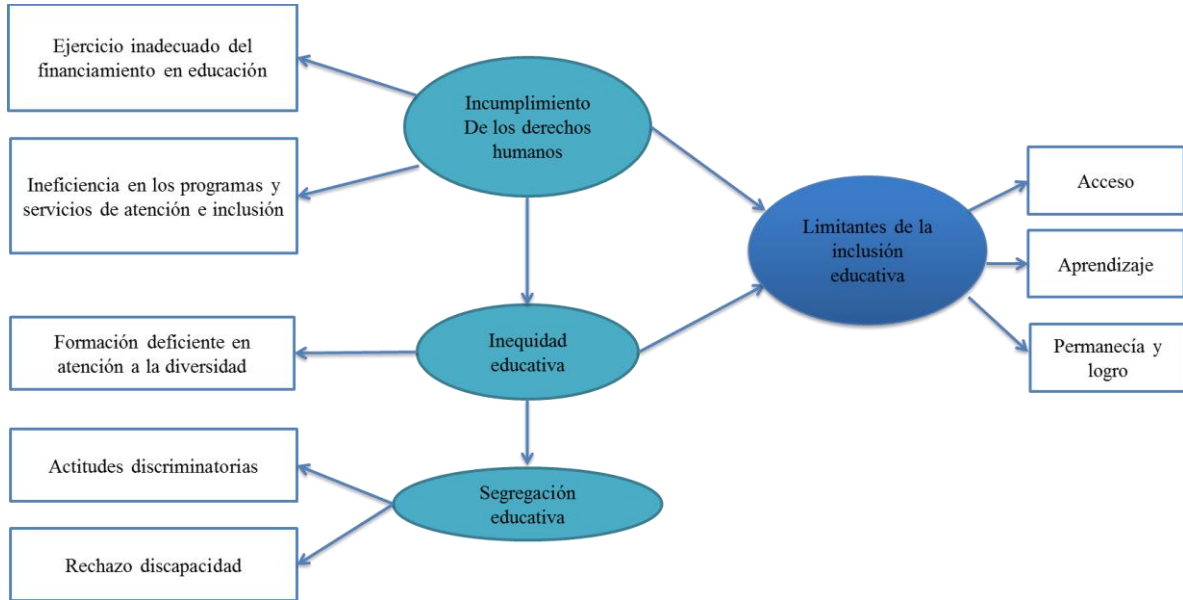 Ejercicio inadecuado del
financiamiento en educación
Ineficiencia en los programas y
servicios de atención e inclusión
Formación deficiente en
atención a la diversidad
Actitudes discriminatorias
Rechazo discapacidad
Incumplimiento
De los derechos
humanos
Inequidad
educativa
Segregación
educativa
Limitantes de la
inclusión
educativa
Acceso
Aprendizaje
Permanecía y
logro